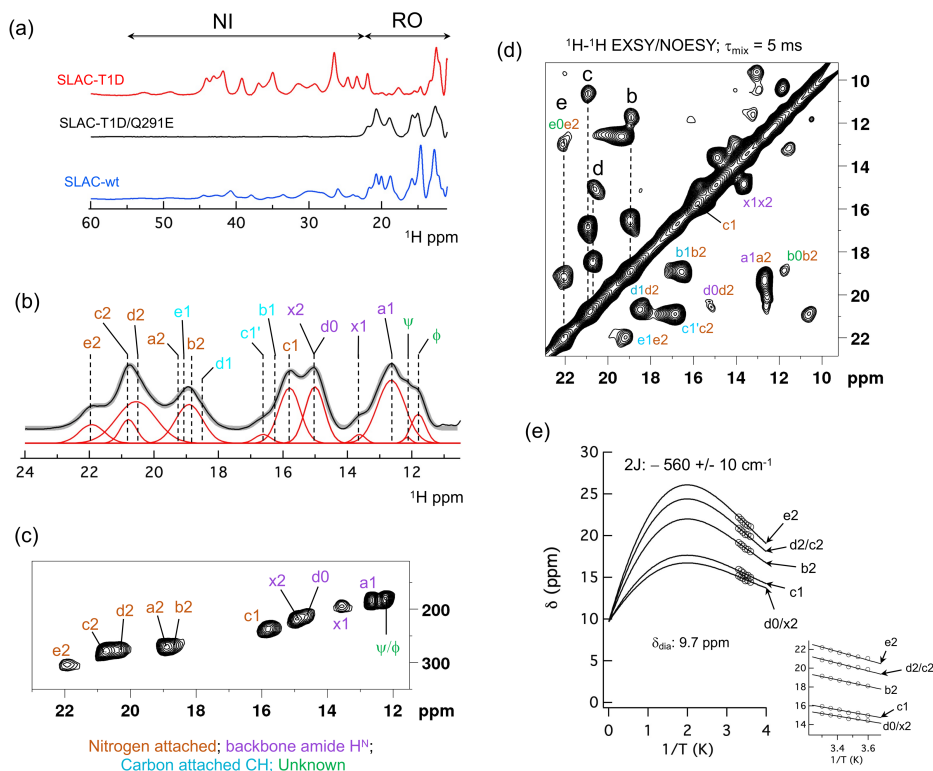 (a)
NI
RO
SLAC-T1D
SLAC-T1D/Q291E
SLAC-wt
60 50 40 30 20
¹H ppm
(b)
e2
c2
d2
a2
e1
b2
d1
c1'
b1
c1
x2
d0
x1
a1
ψ
ϕ
24 22 20 18 16 14 12
¹H ppm
(c)
e2
c2
d2
a2
b2
c1
x2
d0
x1
a1
ψ/ϕ
200
300
22 20 18 16 14 12 ppm
Nitrogen attached; backbone amide Hᴺ;
Carbon attached CH: Unknown
(d)
¹H-¹H EXSY/NOESY; τmix = 5 ms
c
e
b
e0e2
d
x1x2
c1
b1b2
a1a2
b0b2
d1d2
d0d2
e1e2
c1'c2
10
12
14
16
18
20
22
22 20 18 16 14 12 10
ppm
ppm
(e)
2J: – 560 +/- 10 cm⁻¹
δ (ppm)
30
25
20
15
10
5
0
e2
d2/c2
b2
c1
d0/x2
δdia: 9.7 ppm
0 1 2 3 4
1/T (K)
22
20
18
16
14
e2
d2/c2
b2
c1
d0/x2
3.4 3.6
1/T (K)